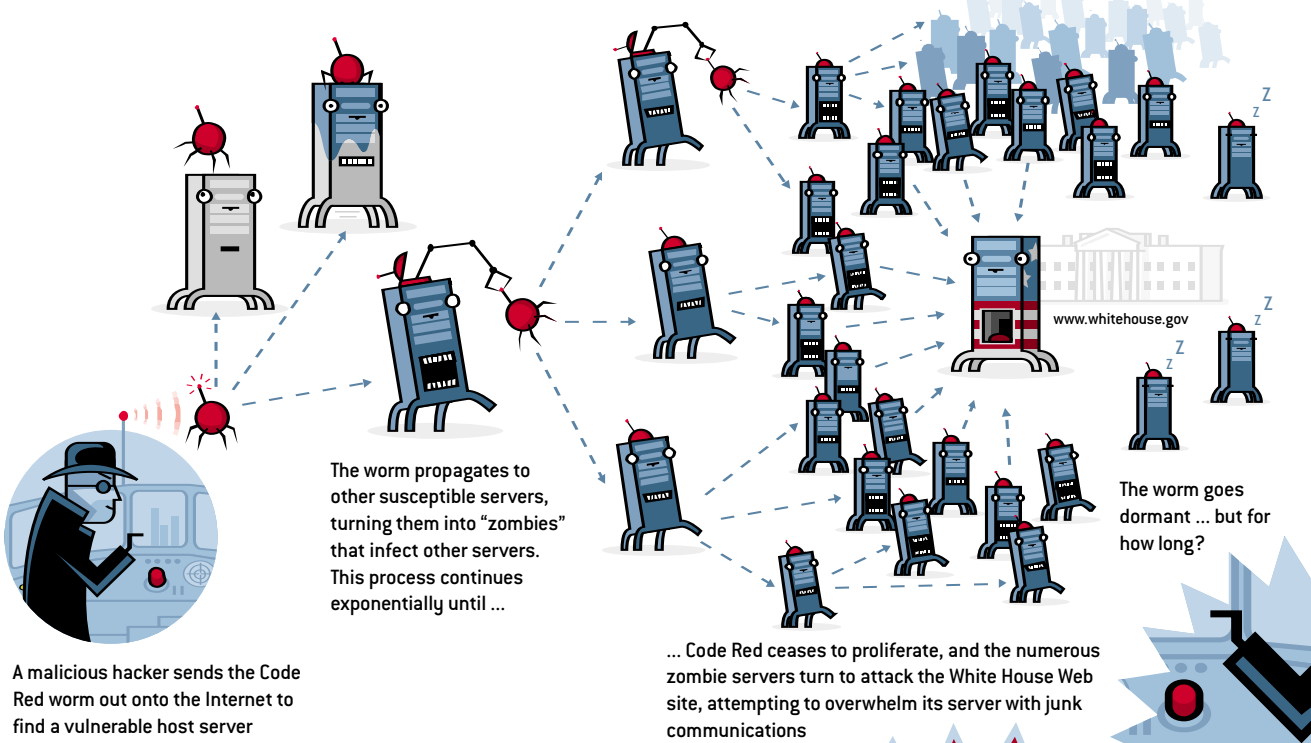 A malicious hacker sends the Code
Red worm out onto the Internet to
find a vulnerable host server
The worm propagates to
other susceptible servers,
turning them into “zombies”
that infect other servers.
This process continues
exponentially until ...
... Code Red ceases to proliferate, and the numerous
zombie servers turn to attack the White House Web
site, attempting to overwhelm its server with junk
communications
www.whitehouse.gov
z Z
z Z
z Z
The worm goes
dormant ... but for
how long?